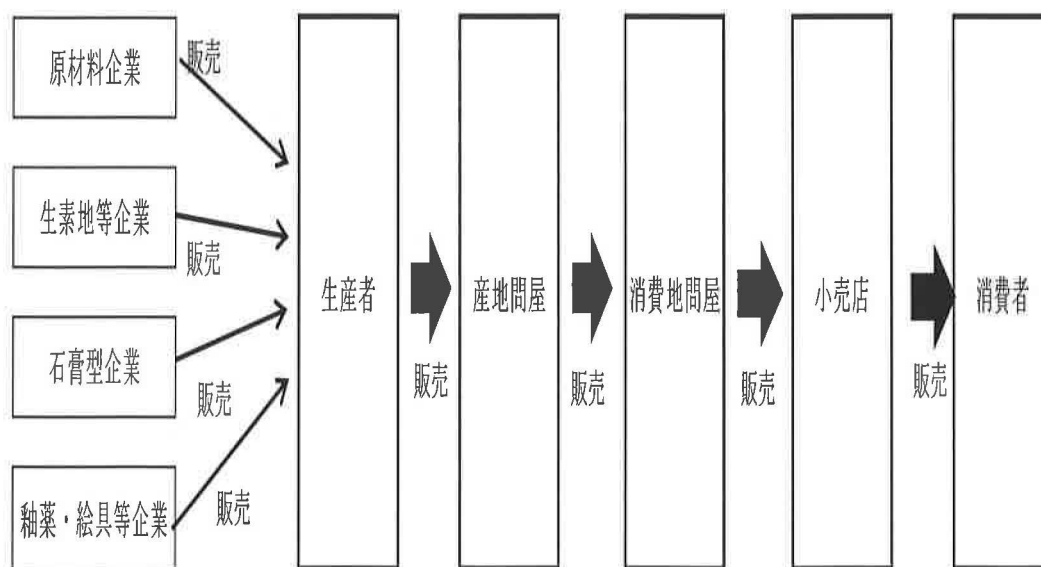 原材料企業
販売
生素地等企業
販売
石膏型企業
販売
釉薬・絵具等企業
販売
生産者
販売
産地問屋
販売
消費地問屋
販売
小売店
販売
消費者